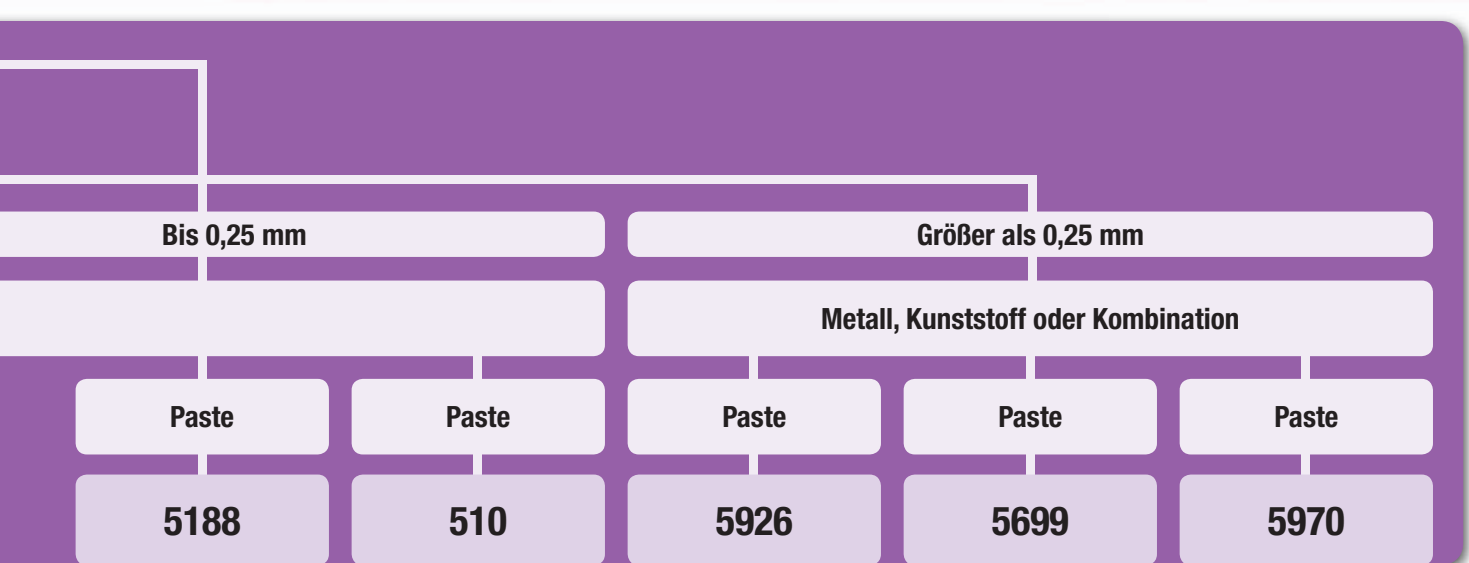 Bis 0,25 mm
Größer als 0,25 mm
Metall, Kunststoff oder Kombination
Paste
Paste
Paste
Paste
Paste
5188
510
5926
5699
5970